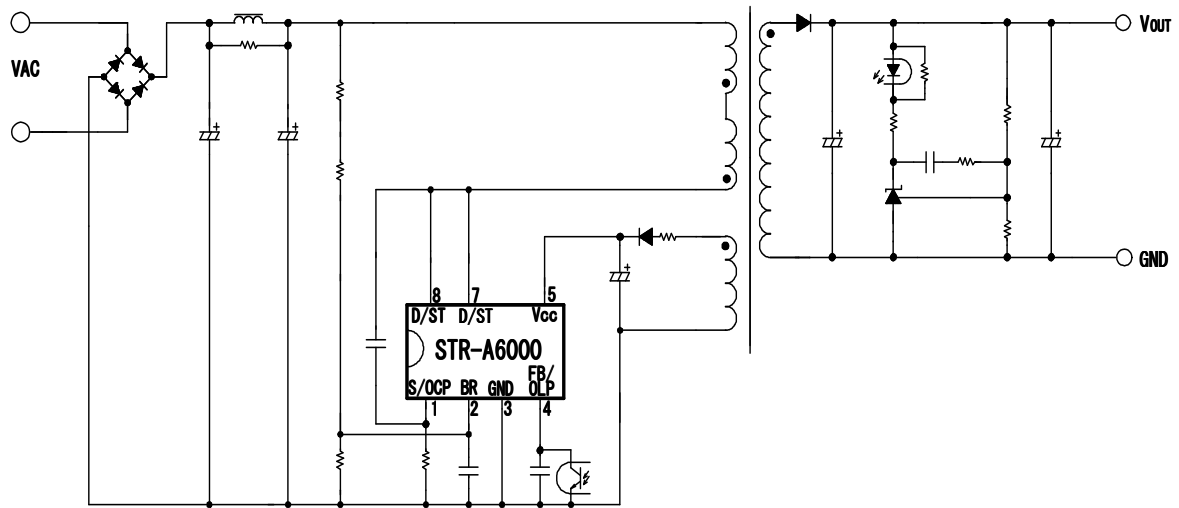 VOUT
VAC
GND
8 7 5
D/ST D/ST VCC
STR-A6000
S/OCP BR GND FB/
OLP
1 2 3 4